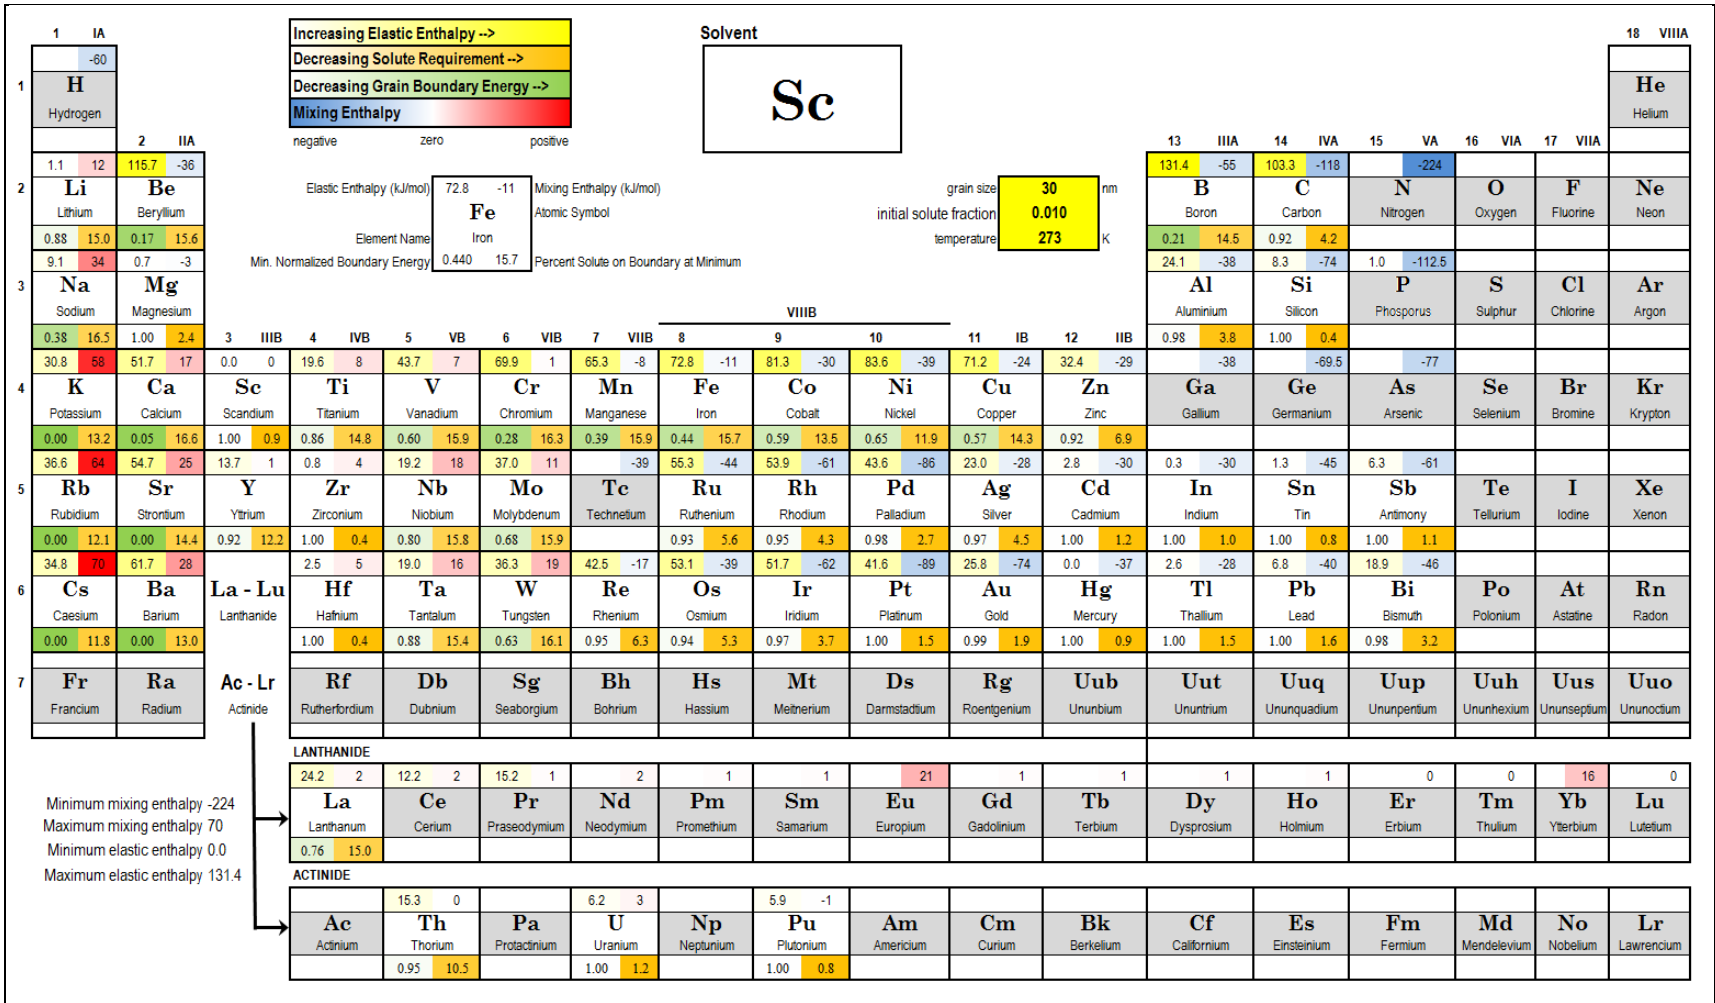 1 IA
Increasing Elastic Enthalpy -->
Decreasing Solute Requirement -->
Decreasing Grain Boundary Energy -->
Mixing Enthalpy
negative zero positive
Solvent
Sc
18 VIIIA
-60
1 H He
Hydrogen Helium
2 IIA 13 IIIA 14 IVA 15 VA 16 VIA 17 VIIA
1.1 12 115.7 -36 131.4 -55 103.3 -118 -224
2 Li Be B C N O F Ne
Lithium Beryllium Boron Carbon Nitrogen Oxygen Fluorine Neon
0.88 15.0 0.17 15.6 0.21 14.5 0.92 4.2
Elastic Enthalpy (kJ/mol) 72.8 -11 Mixing Enthalpy (kJ/mol)
Fe Atomic Symbol
Element Name Iron
Min. Normalized Boundary Energy 0.440 15.7 Percent Solute on Boundary at Minimum
grain size 30 nm
initial solute fraction 0.010
temperature 273 K
9.1 34 0.7 -3 24.1 -38 8.3 -74 1.0 -112.5
3 Na Mg Al Si P S Cl Ar
Sodium Magnesium Aluminium Silicon Phosporus Sulphur Chlorine Argon
VIIIB
0.38 16.5 1.00 2.4 3 IIIB 4 IVB 5 VB 6 VIB 7 VIIB 8 9 10 11 IB 12 IIB 0.98 3.8 1.00 0.4
30.8 58 51.7 17 0.0 0 19.6 8 43.7 7 69.9 1 65.3 -8 72.8 -11 81.3 -30 83.6 -39 71.2 -24 32.4 -29 -38 -69.5 -77
4 K Ca Sc Ti V Cr Mn Fe Co Ni Cu Zn Ga Ge As Se Br Kr
Potassium Calcium Scandium Titanium Vanadium Chromium Manganese Iron Cobalt Nickel Copper Zinc Gallium Germanium Arsenic Selenium Bromine Krypton
0.00 13.2 0.05 16.6 1.00 0.9 0.86 14.8 0.60 15.9 0.28 16.3 0.39 15.9 0.44 15.7 0.59 13.5 0.65 11.9 0.57 14.3 0.92 6.9
36.6 64 54.7 25 13.7 1 0.8 4 19.2 18 37.0 11 -39 55.3 -44 53.9 -61 43.6 -86 23.0 -28 2.8 -30 0.3 -30 1.3 -45 6.3 -61
5 Rb Sr Y Zr Nb Mo Tc Ru Rh Pd Ag Cd In Sn Sb Te I Xe
Rubidium Strontium Yttrium Zirconium Niobium Molybdenum Technetium Ruthenium Rhodium Palladium Silver Cadmium Indium Tin Antimony Tellurium Iodine Xenon
0.00 12.1 0.00 14.4 0.92 12.2 1.00 0.4 0.80 15.8 0.68 15.9 0.93 5.6 0.95 4.3 0.98 2.7 0.97 4.5 1.00 1.2 1.00 1.0 1.00 0.8 1.00 1.1
34.8 70 61.7 28 2.5 5 19.0 16 36.3 19 42.5 -17 53.1 -39 51.7 -62 41.6 -89 25.8 -74 0.0 -37 2.6 -28 6.8 -40 18.9 -46
6 Cs Ba La - Lu Hf Ta W Re Os Ir Pt Au Hg Tl Pb Bi Po At Rn
Caesium Barium Lanthanide Hafnium Tantalum Tungsten Rhenium Osmium Iridium Platinum Gold Mercury Thallium Lead Bismuth Polonium Astatine Radon
0.00 11.8 0.00 13.0 1.00 0.4 0.88 15.4 0.63 16.1 0.95 6.3 0.94 5.3 0.97 3.7 1.00 1.5 0.99 1.9 1.00 0.9 1.00 1.5 1.00 1.6 0.98 3.2
7 Fr Ra Ac - Lr Rf Db Sg Bh Hs Mt Ds Rg Uub Uut Uuq Uup Uuh Uus Uuo
Francium Radium Actinide Rutherfordium Dubnium Seaborgium Bohrium Hassium Meitnerium Darmstadtium Roentgenium Ununbium Ununtrium Ununquadium Ununpentium Ununhexium Ununseptium Ununoctium
LANTHANIDE
24.2 2 12.2 2 15.2 1 2 1 1 21 1 1 1 1 0 0 16 0
La Ce Pr Nd Pm Sm Eu Gd Tb Dy Ho Er Tm Yb Lu
Lanthanum Cerium Praseodymium Neodymium Promethium Samarium Europium Gadolinium Terbium Dysprosium Holmium Erbium Thulium Ytterbium Lutetium
0.76 15.0
Minimum mixing enthalpy -224
Maximum mixing enthalpy 70
Minimum elastic enthalpy 0.0
Maximum elastic enthalpy 131.4
ACTINIDE
15.3 0 6.2 3 5.9 -1
Ac Th Pa U Np Pu Am Cm Bk Cf Es Fm Md No Lr
Actinium Thorium Protactinium Uranium Neptunium Plutonium Americium Curium Berkelium Californium Einsteinium Fermium Mendelevium Nobelium Lawrencium
0.95 10.5 1.00 1.2 1.00 0.8